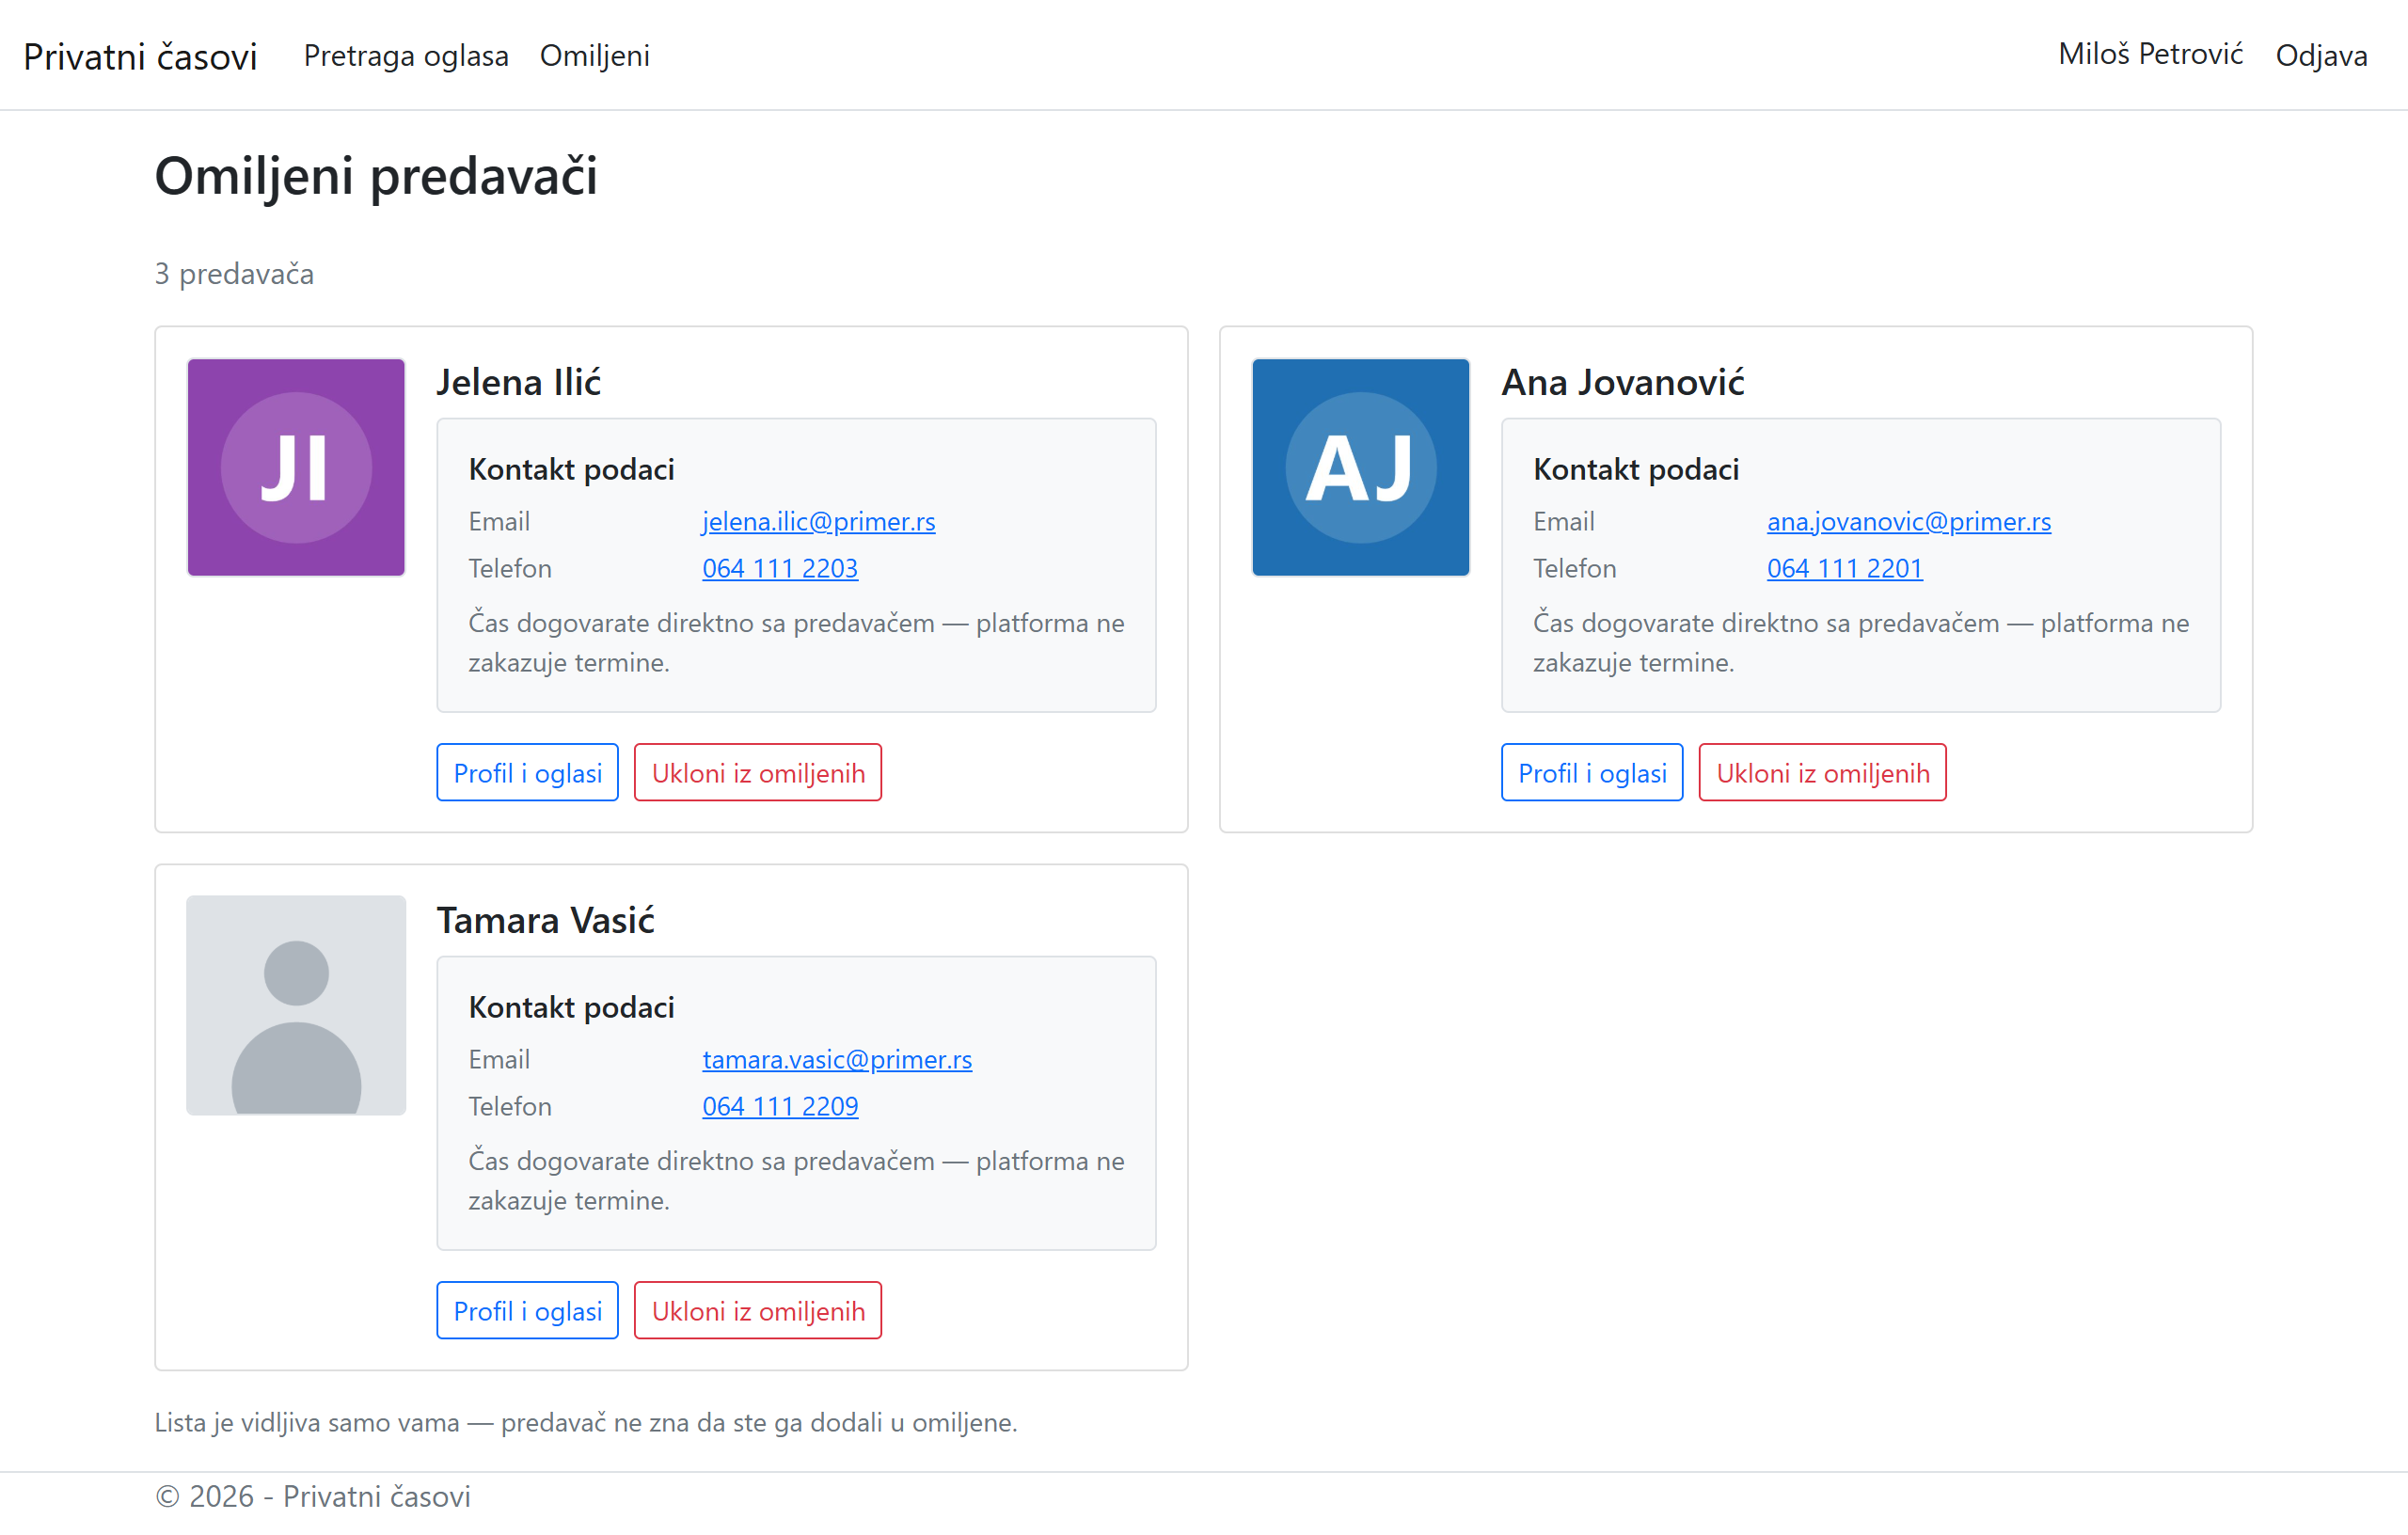 Privatni časovi Pretraga oglasa Omiljeni Miloš Petrović Odjava
Omiljeni predavači
3 predavača
JI
Jelena Ilić
Kontakt podaci
Email jelena.ilic@primer.rs
Telefon 064 111 2203
Čas dogovarate direktno sa predavačem — platforma ne
zakazuje termine.
Profil i oglasi Ukloni iz omiljenih
AJ
Ana Jovanović
Kontakt podaci
Email ana.jovanovic@primer.rs
Telefon 064 111 2201
Čas dogovarate direktno sa predavačem — platforma ne
zakazuje termine.
Profil i oglasi Ukloni iz omiljenih
Tamara Vasić
Kontakt podaci
Email tamara.vasic@primer.rs
Telefon 064 111 2209
Čas dogovarate direktno sa predavačem — platforma ne
zakazuje termine.
Profil i oglasi Ukloni iz omiljenih
Lista je vidljiva samo vama — predavač ne zna da ste ga dodali u omiljene.
© 2026 - Privatni časovi